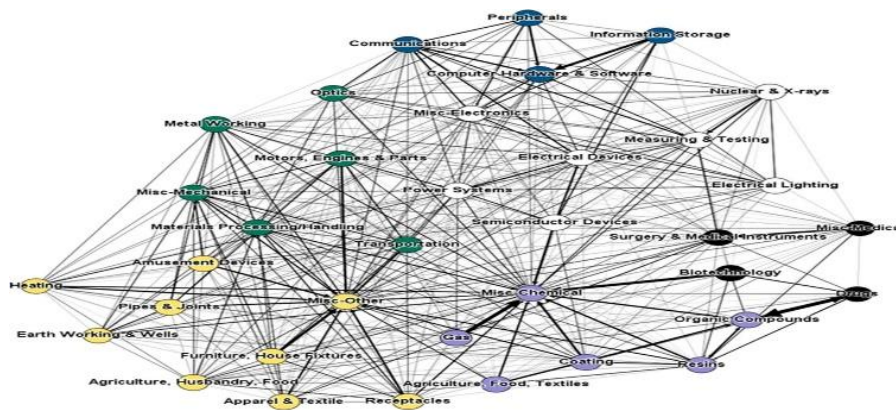 Peripherals
Communications
Information Storage
Computer Hardware & Software
Optics
Nuclear & X-rays
Misc-Electronics
Metal Working
Measuring & Testing
Motors, Engines & Parts
Electrical Devices
Misc-Mechanical
Power Systems
Electrical Lighting
Semiconductor Devices
Materials Processing/Handling
Misc-Medical
Surgery & Medical Instruments
Transportation
Amusement Devices
Biotechnology
Heating
Misc-Other
Misc Chemical
Drugs
Pipes & Joints
Organic Compounds
Earth Working & Wells
Gas
Furniture, House Fixtures
Coating
Resins
Agriculture, Husbandry, Food
Agriculture, Food, Textiles
Apparel & Textile
Receptacles